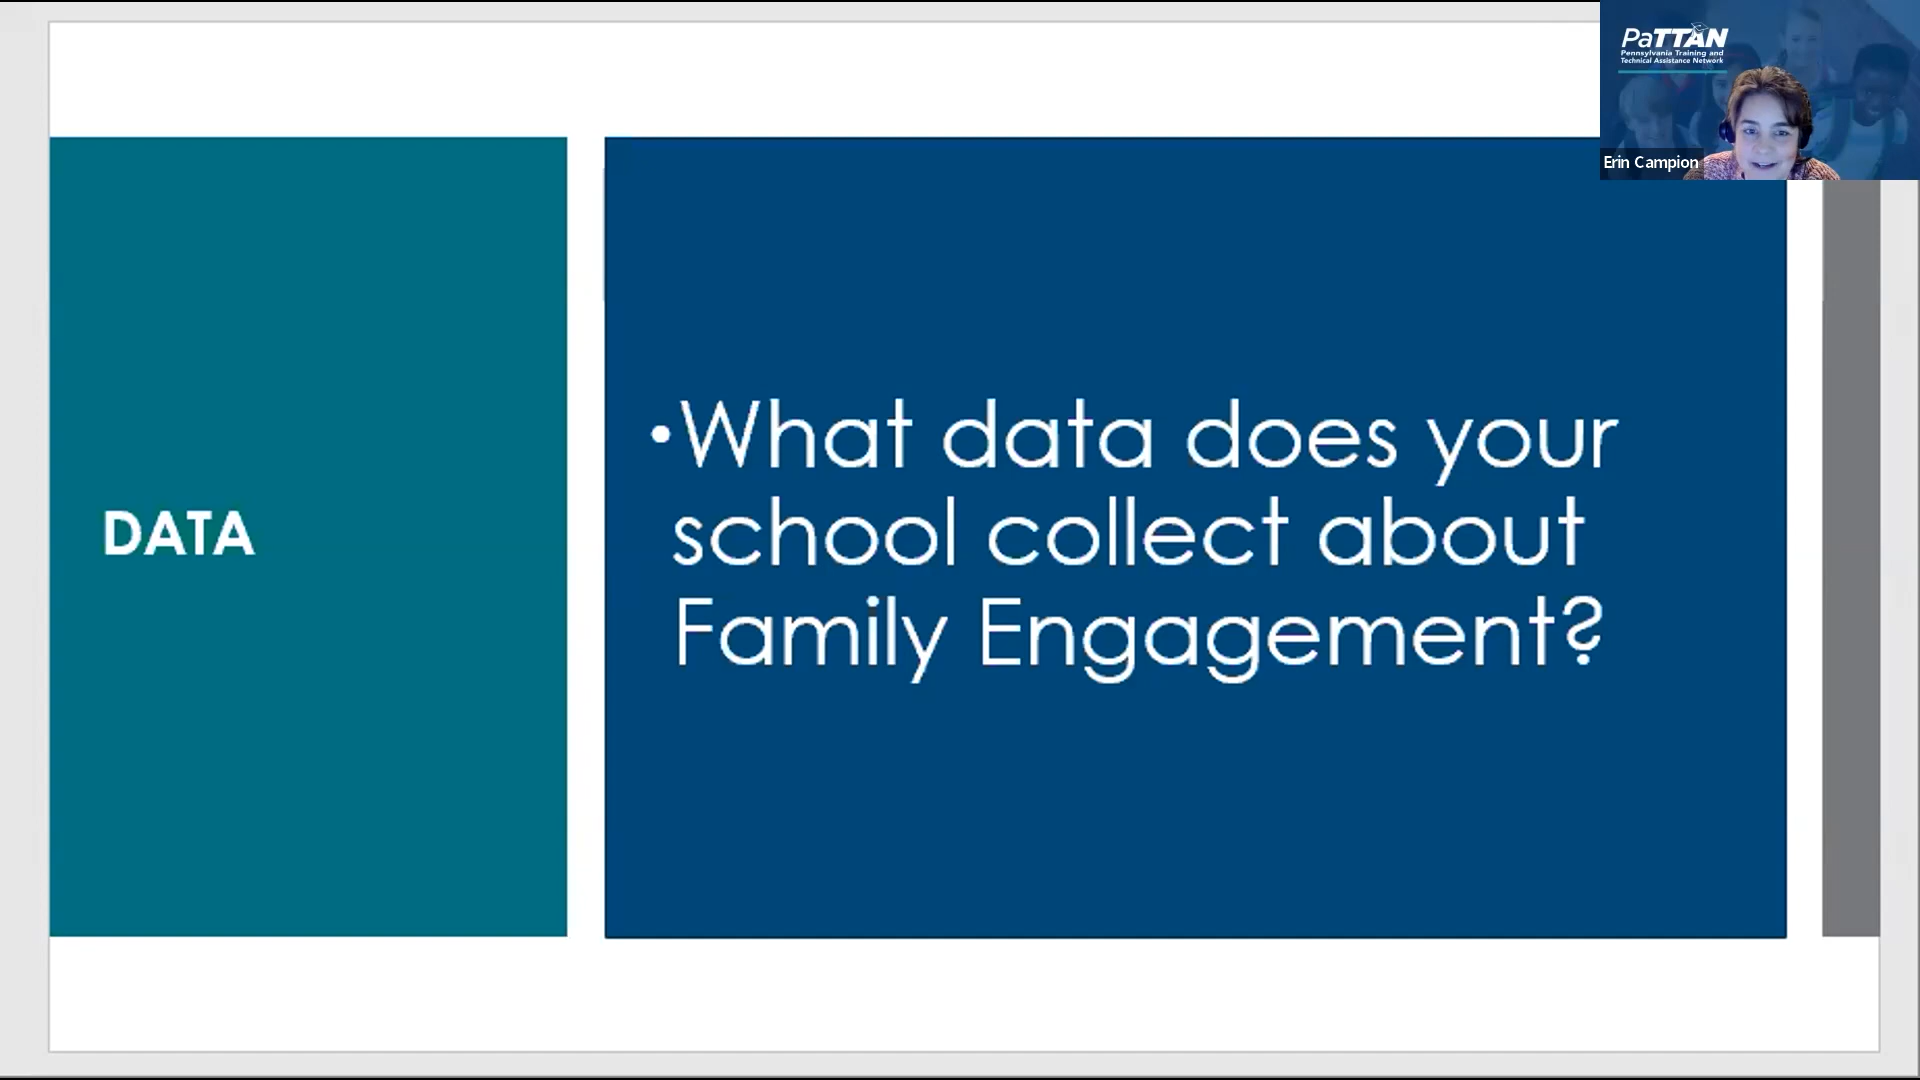 PaTTAN
Pennsylvania Training and
Technical Assistance Network
Erin Campion
DATA
•What data does your
school collect about
Family Engagement?